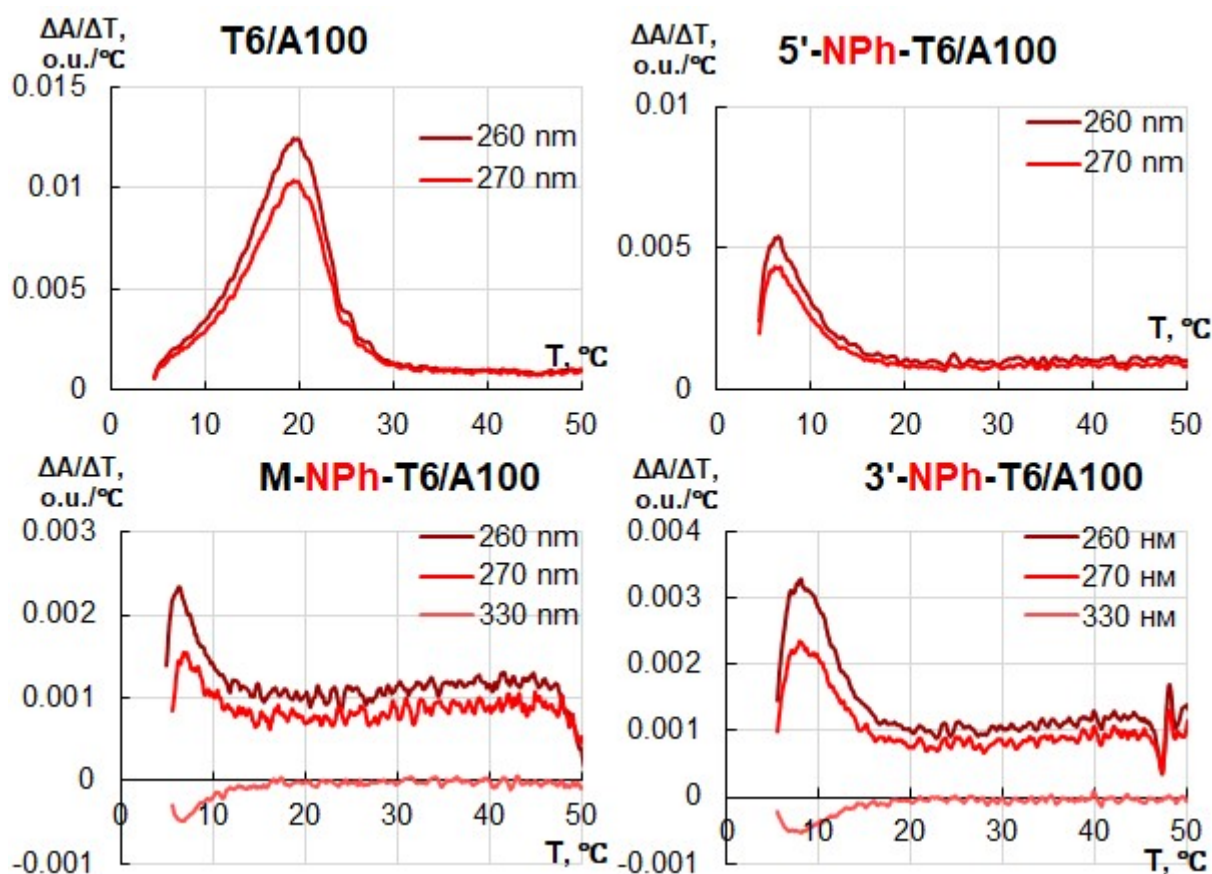 ΔA/ΔT,
o.u./°C
T6/A100
0.015
0.01
0.005
0
260 nm
270 nm
T, °C
0 10 20 30 40 50
ΔA/ΔT,
o.u./°C
5'-NPh-T6/A100
0.01
0.005
0
260 nm
270 nm
T, °C
0 10 20 30 40 50
ΔA/ΔT,
o.u./°C
M-NPh-T6/A100
0.003
0.002
0.001
0
-0.001
260 nm
270 nm
330 nm
0 10 20 30 40 50
T, °C
ΔA/ΔT,
o.u./°C
3'-NPh-T6/A100
0.004
0.003
0.002
0.001
0
-0.001
260 нм
270 нм
330 нм
0 10 20 30 40 50
T, °C